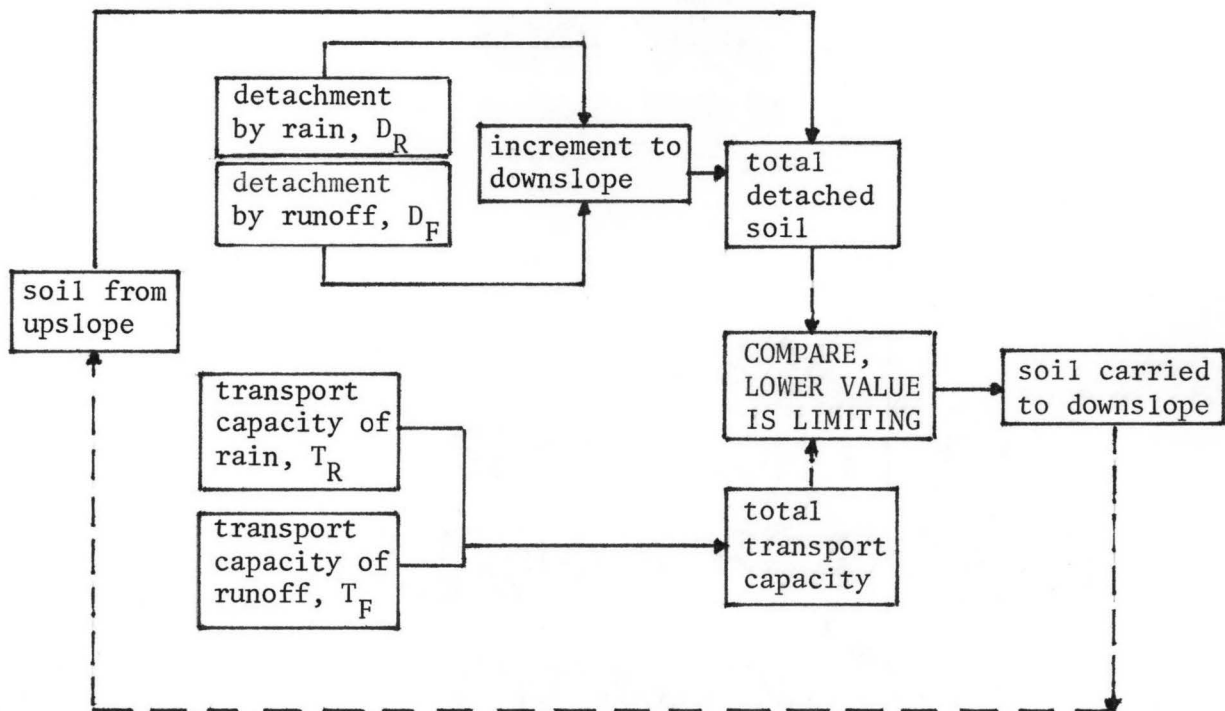 detachment
by rain, D_R
detachment
by runoff, D_F
increment to
downslope
total
detached
soil
soil from
upslope
transport
capacity of
rain, T_R
transport
capacity of
runoff, T_F
COMPARE,
LOWER VALUE
IS LIMITING
soil carried
to downslope
total
transport
capacity